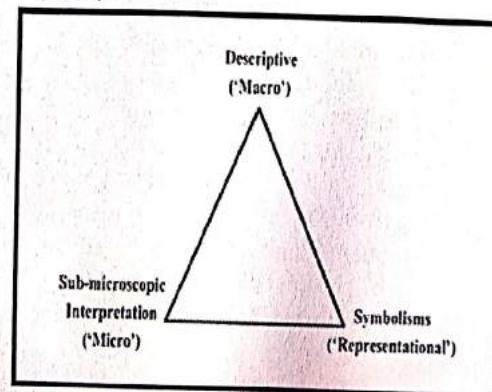 Descriptive
('Macro')
Sub-microscopic
Interpretation
('Micro')
Symbolisms
('Representational')